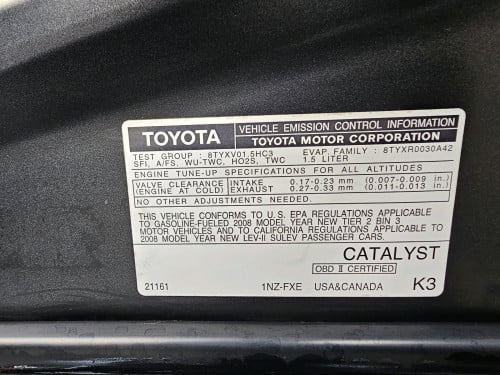 TOYOTA
VEHICLE EMISSION CONTROL INFORMATION
TOYOTA MOTOR CORPORATION
TEST GROUP : 8TYXV01.5HC3 EVAP. FAMILY : 8TYXR0030A42
SFI, A/FS, WU-TWC, HO2S, TWC 1.5 LITER
ENGINE TUNE-UP SPECIFICATIONS FOR ALL ALTITUDES
VALVE CLEARANCE INTAKE 0.17-0.23 mm (0.007-0.009 in.)
(ENGINE AT COLD) EXHAUST 0.27-0.33 mm (0.011-0.013 in.)
NO OTHER ADJUSTMENTS NEEDED.
THIS VEHICLE CONFORMS TO U.S. EPA REGULATIONS APPLICABLE
TO GASOLINE-FUELED 2008 MODEL YEAR NEW TIER 2 BIN 3
MOTOR VEHICLES AND TO CALIFORNIA REGULATIONS APPLICABLE TO
2008 MODEL YEAR NEW LEV-II SULEV PASSENGER CARS.
CATALYST
OBD II CERTIFIED
21161 1NZ-FXE USA&CANADA K3